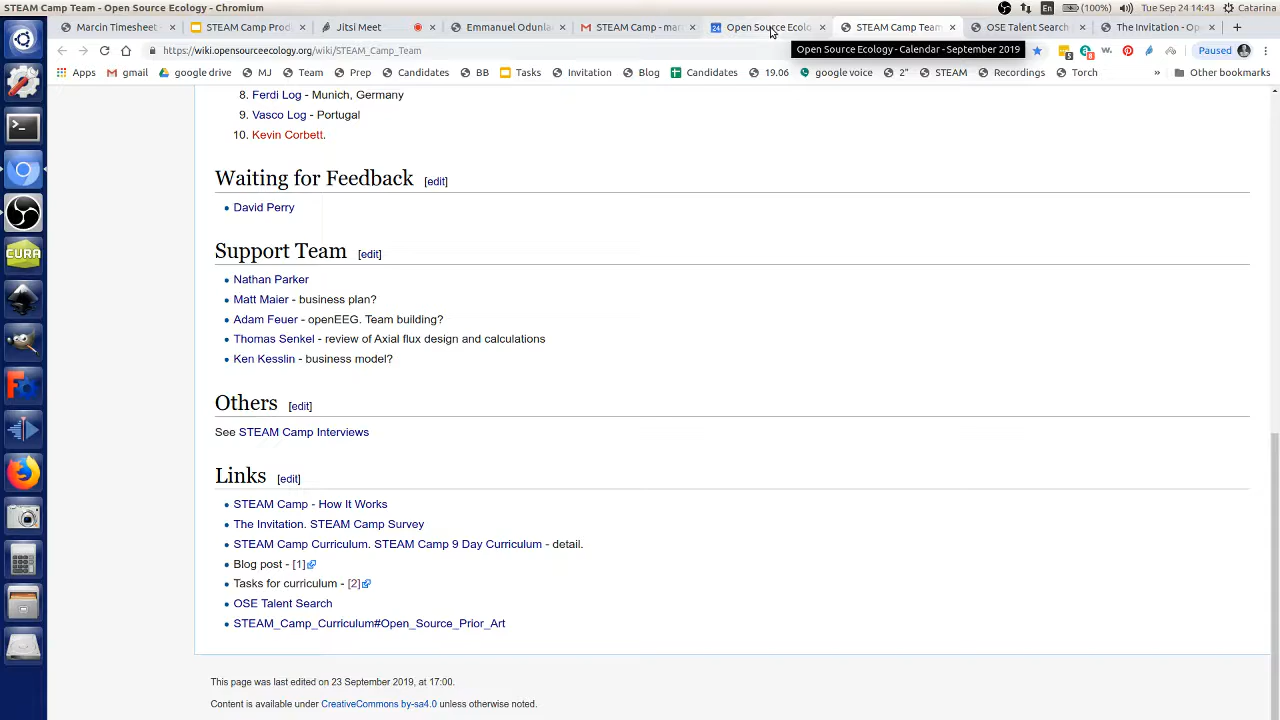 STEAM Camp Team - Open Source Ecology - Chromium
En (100%) Tue Sep 24 11:43 Catarina
Marcin Timesheet - × STEAM Camp Prod × Jitsi Meet × Emmanuel Odunla × STEAM Camp - mar × Open Source Ecolo STEAM Camp Team × OSE Talent Search × The Invitation - Op ×
https://wiki.opensourceecology.org/wiki/STEAM_Camp_Team
Open Source Ecology - Calendar - September 2019
Paused
Apps gmail google drive MJ Team Prep Candidates BB Tasks Invitation Blog Candidates 19.06 google voice 2" STEAM Recordings Torch » Other bookmarks
8. Ferdi Log - Munich, Germany
9. Vasco Log - Portugal
10. Kevin Corbett.
Waiting for Feedback [edit]
David Perry
Support Team [edit]
Nathan Parker
Matt Maier - business plan?
Adam Feuer - openEEG. Team building?
Thomas Senkel - review of Axial flux design and calculations
Ken Kesslin - business model?
Others [edit]
See STEAM Camp Interviews
Links [edit]
STEAM Camp - How It Works
The Invitation. STEAM Camp Survey
STEAM Camp Curriculum. STEAM Camp 9 Day Curriculum - detail.
Blog post - [1]
Tasks for curriculum - [2]
OSE Talent Search
STEAM_Camp_Curriculum#Open_Source_Prior_Art
This page was last edited on 23 September 2019, at 17:00.
Content is available under CreativeCommons by-sa4.0 unless otherwise noted.
CURA